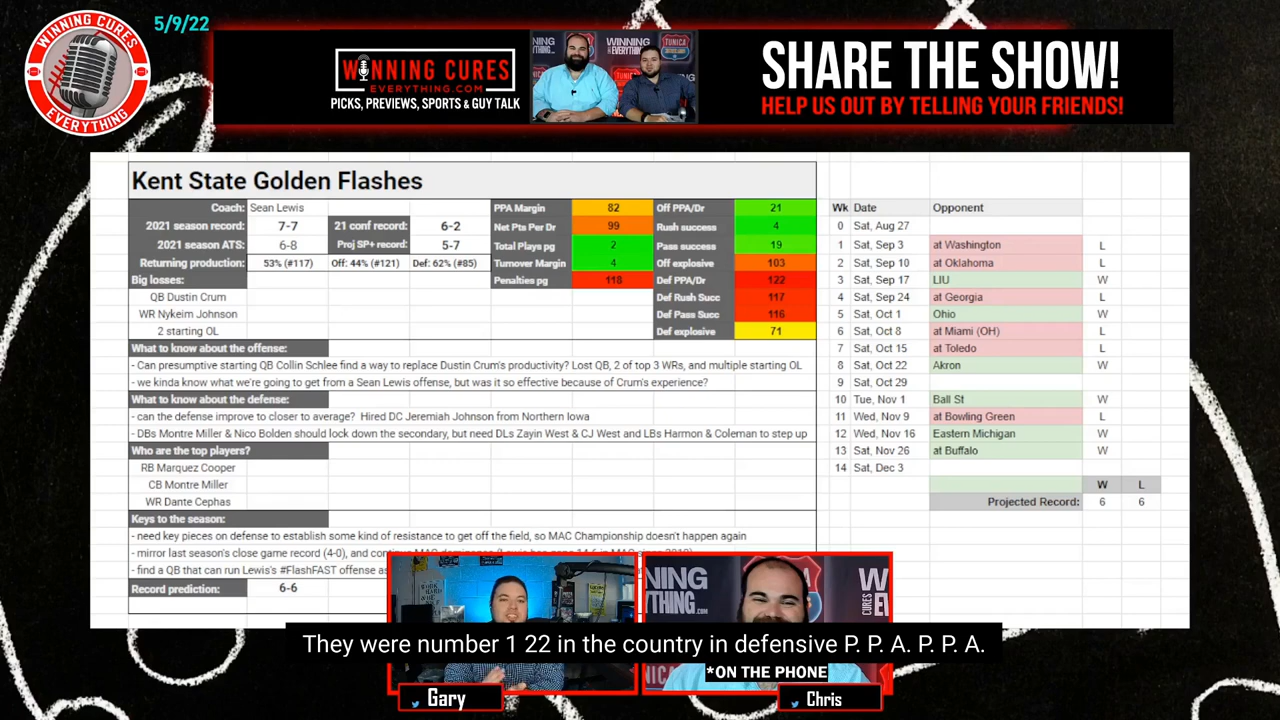 5/9/22
WINNING CURES
EVERYTHING
WINNING CURES
EVERYTHING.COM
PICKS, PREVIEWS, SPORTS & GUY TALK
WINNING
TUNICA
SHARE THE SHOW!
HELP US OUT BY TELLING YOUR FRIENDS!
Kent State Golden Flashes
Coach: Sean Lewis PPA Margin 82 Off PPA/Dr 21
2021 season record: 7-7 21 conf record: 6-2 Net Pts Per Dr 99 Rush success 4
2021 season ATS: 6-8 Proj SP+ record: 5-7 Total Plays pg 2 Pass success 19
Returning production: 53% (#117) Off: 44% (#121) Def: 62% (#85) Turnover Margin 4 Off explosive 103
Big losses: Penalties pg 118 Def PPA/Dr 122
QB Dustin Crum Def Rush Succ 117
WR Nykeim Johnson Def Pass Succ 116
2 starting OL Def explosive 71
What to know about the offense:
- Can presumptive starting QB Collin Schlee find a way to replace Dustin Crum's productivity? Lost QB, 2 of top 3 WRs, and multiple starting OL
- we kinda know what we're going to get from a Sean Lewis offense, but was it so effective because of Crum's experience?
What to know about the defense:
- can the defense improve to closer to average? Hired DC Jeremiah Johnson from Northern Iowa
- DBs Montre Miller & Nico Bolden should lock down the secondary, but need DLs Zayin West & CJ West and LBs Harmon & Coleman to step up
Who are the top players?
RB Marquez Cooper
CB Montre Miller
WR Dante Cephas
Keys to the season:
- need key pieces on defense to establish some kind of resistance to get off the field, so MAC Championship doesn't happen again
- mirror last season's close game record (4-0), and
- find a QB that can run Lewis's #FlashFAST offense
Record prediction: 6-6
Wk Date Opponent
0 Sat, Aug 27
1 Sat, Sep 3 at Washington L
2 Sat, Sep 10 at Oklahoma L
3 Sat, Sep 17 LIU W
4 Sat, Sep 24 at Georgia L
5 Sat, Oct 1 Ohio W
6 Sat, Oct 8 at Miami (OH) L
7 Sat, Oct 15 at Toledo L
8 Sat, Oct 22 Akron W
9 Sat, Oct 29
10 Tue, Nov 1 Ball St W
11 Wed, Nov 9 at Bowling Green L
12 Wed, Nov 16 Eastern Michigan W
13 Sat, Nov 26 at Buffalo W
14 Sat, Dec 3
W L
Projected Record: 6 6
They were number 1 22 in the country in defensive P. P. A. P. P. A.
*ON THE PHONE
Gary
Chris